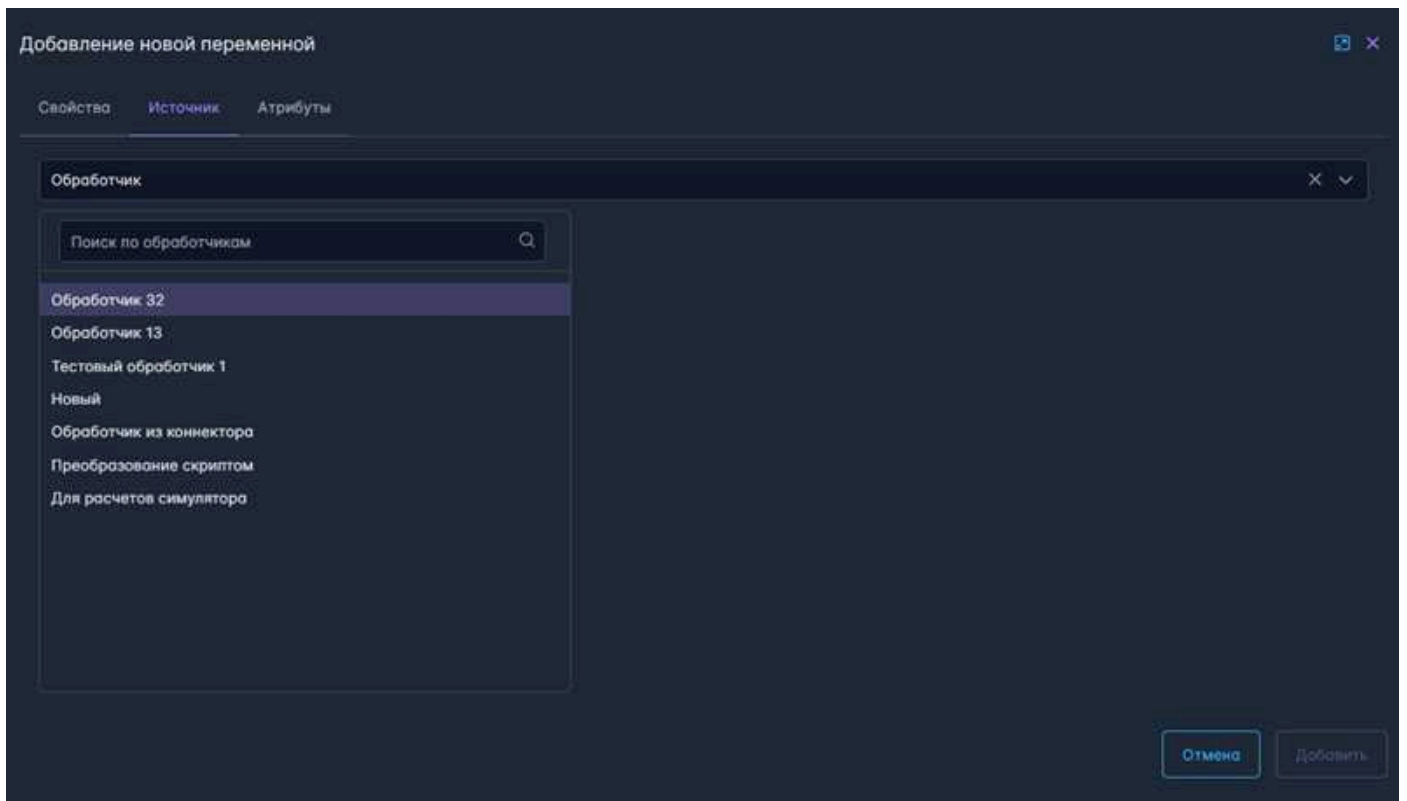 Добавление новой переменной
Свойства Источник Атрибуты
Обработчик
Поиск по обработчикам
Обработчик 32
Обработчик 13
Тестовый обработчик 1
Новый
Обработчик из коннектора
Преобразование скриптом
Для расчетов симулятора
Отмена Добавить